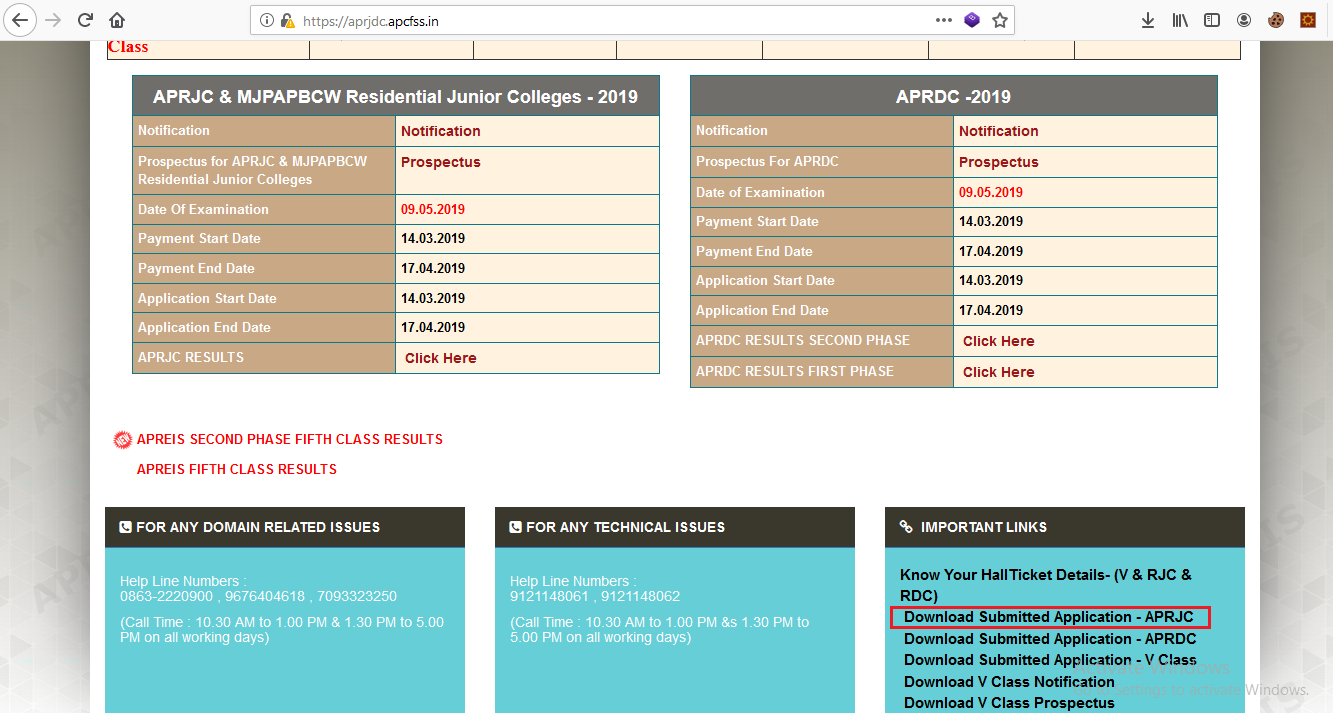 https://aprjdc.apcfss.in
Class
APRJC & MJPAPBCW Residential Junior Colleges - 2019
Notification Notification
Prospectus for APRJC & MJPAPBCW Prospectus
Residential Junior Colleges
Date Of Examination 09.05.2019
Payment Start Date 14.03.2019
Payment End Date 17.04.2019
Application Start Date 14.03.2019
Application End Date 17.04.2019
APRJC RESULTS Click Here
APRDC -2019
Notification Notification
Prospectus For APRDC Prospectus
Date of Examination 09.05.2019
Payment Start Date 14.03.2019
Payment End Date 17.04.2019
Application Start Date 14.03.2019
Application End Date 17.04.2019
APRDC RESULTS SECOND PHASE Click Here
APRDC RESULTS FIRST PHASE Click Here
APREIS SECOND PHASE FIFTH CLASS RESULTS
APREIS FIFTH CLASS RESULTS
FOR ANY DOMAIN RELATED ISSUES
Help Line Numbers :
0863-2220900 , 9676404618 , 7093323250
(Call Time : 10.30 AM to 1.00 PM & 1.30 PM to 5.00
PM on all working days)
FOR ANY TECHNICAL ISSUES
Help Line Numbers :
9121148061 , 9121148062
(Call Time : 10.30 AM to 1.00 PM &s 1.30 PM to
5.00 PM on all working days)
IMPORTANT LINKS
Know Your HallTicket Details- (V & RJC &
RDC)
Download Submitted Application - APRJC
Download Submitted Application - APRDC
Download Submitted Application - V Class
Download V Class Notification
Download V Class Prospectus
Activate Windows
Go to Settings to activate Windows.